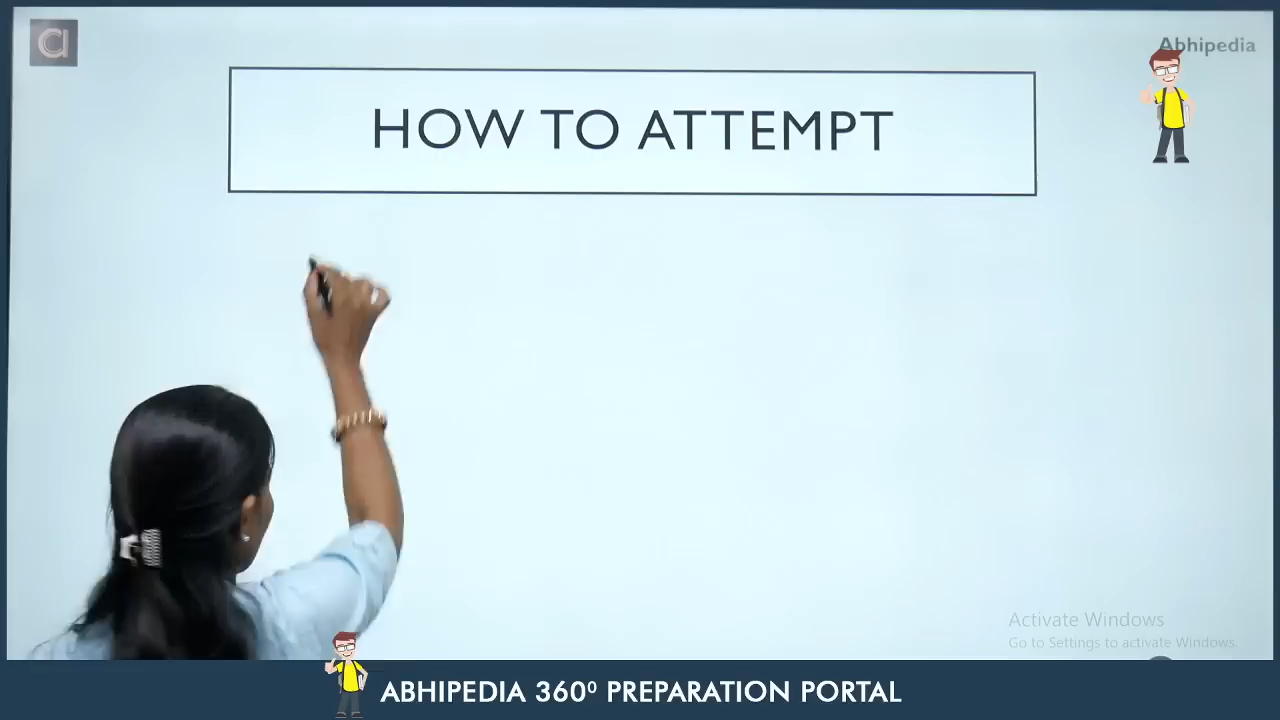 Abhipedia
HOW TO ATTEMPT
Activate Windows
Go to Settings to activate Windows.
ABHIPEDIA 360⁰ PREPARATION PORTAL